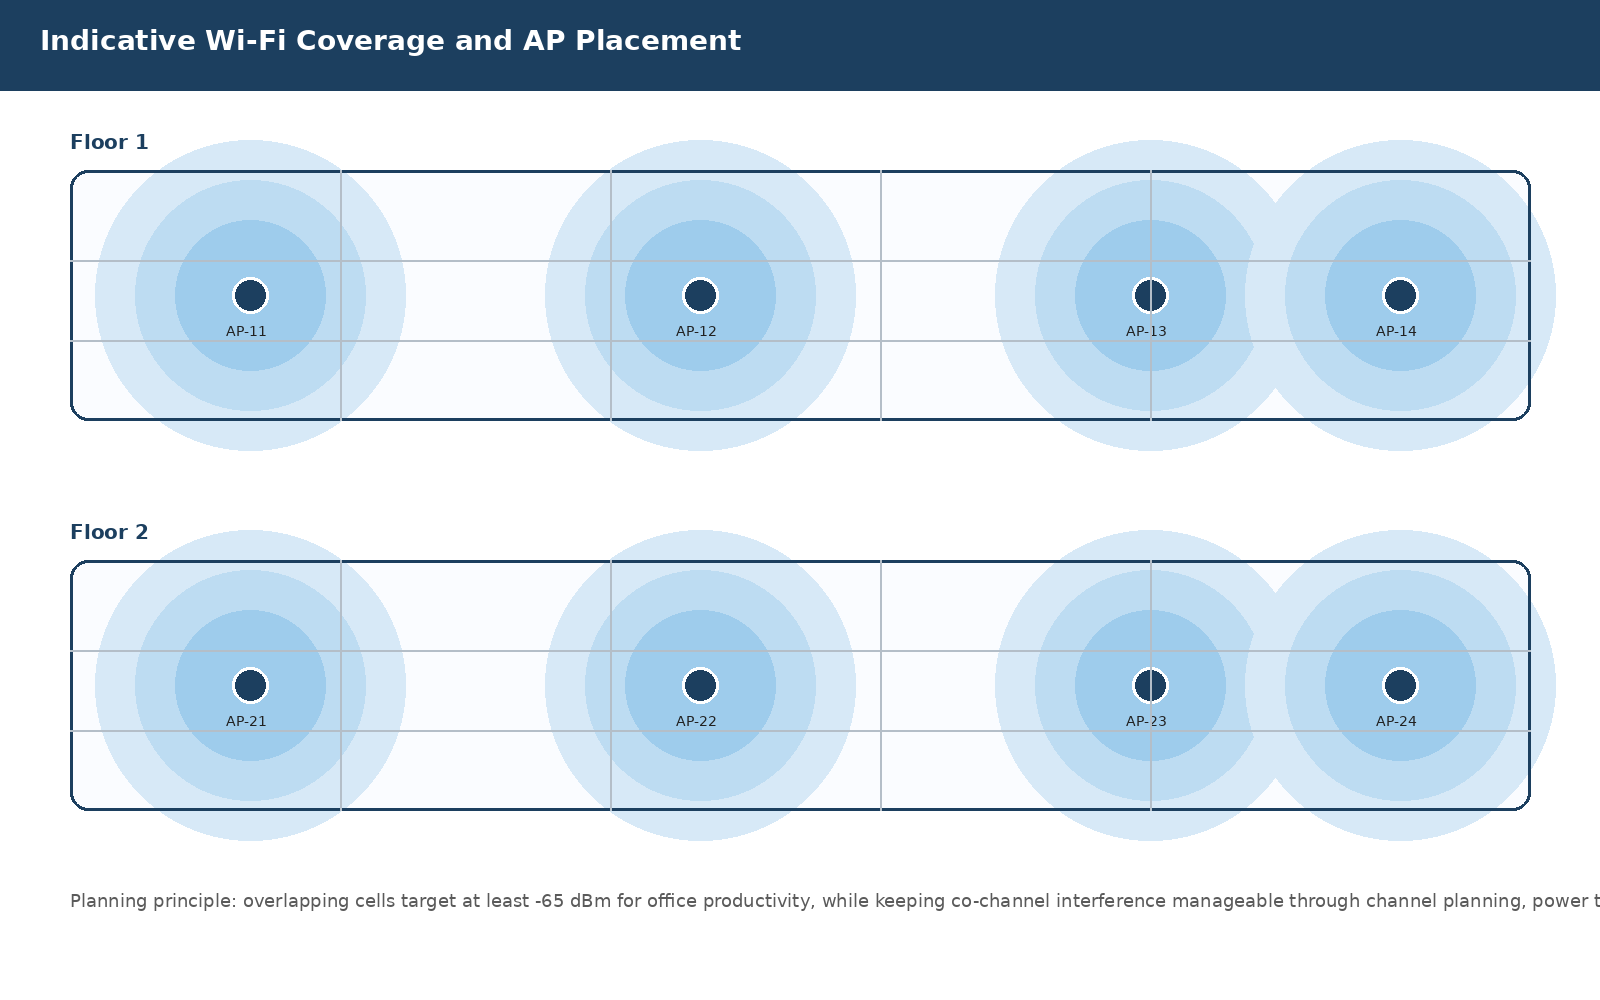 Indicative Wi-Fi Coverage and AP Placement
Floor 1
AP-11
AP-12
AP-13
AP-14
Floor 2
AP-21
AP-22
AP-23
AP-24
Planning principle: overlapping cells target at least -65 dBm for office productivity, while keeping co-channel interference manageable through channel planning, power